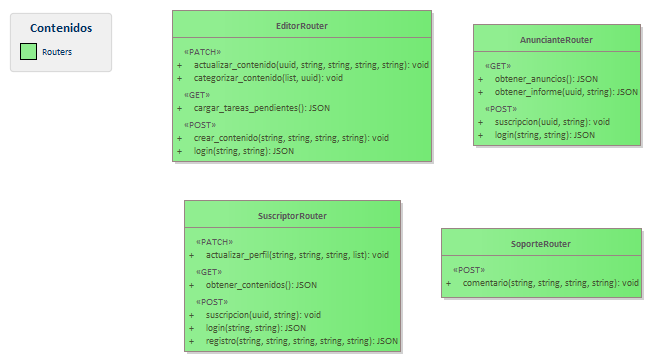 Contenidos
Routers
EditorRouter
«PATCH»
+ actualizar_contenido(uuid, string, string, string, string): void
+ categorizar_contenido(list, uuid): void
«GET»
+ cargar_tareas_pendientes(): JSON
«POST»
+ crear_contenido(string, string, string, string): void
+ login(string, string): JSON
AnuncianteRouter
«GET»
+ obtener_anuncios(): JSON
+ obtener_informe(uuid, string): JSON
«POST»
+ suscripcion(uuid, string): void
+ login(string, string): JSON
SuscriptorRouter
«PATCH»
+ actualizar_perfil(string, string, string, list): void
«GET»
+ obtener_contenidos(): JSON
«POST»
+ suscripcion(uuid, string): void
+ login(string, string): JSON
+ registro(string, string, string, string, string): JSON
SoporteRouter
«POST»
+ comentario(string, string, string, string): void